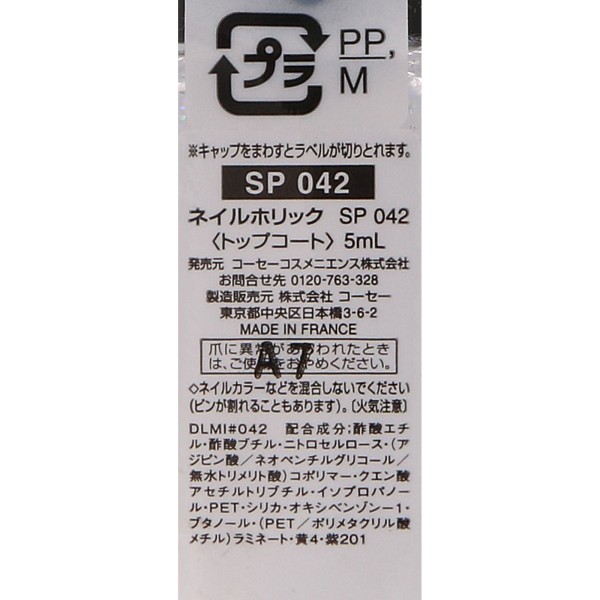 プラ
PP,
M
※キャップをまわすとラベルが切りとれます。
SP 042
ネイルホリック SP 042
〈トップコート〉 5mL
発売元 コーセーコスメニエンス株式会社
お問合せ先 0120-763-328
製造販売元 株式会社 コーセー
東京都中央区日本橋3-6-2
MADE IN FRANCE
爪に異常があらわれたとき
は、ご使用をおやめください。
A7
◇ネイルカラーなどを混合しないでください
(ビンが割れることもあります)。〔火気注意〕
DLMI#042 配合成分;酢酸エチ
ル・酢酸ブチル・ニトロセルロース・(ア
ジピン酸/ネオペンチルグリコール/
無水トリメリト酸)コポリマー・クエン酸
アセチルトリブチル・イソプロパノー
ル・PET・シリカ・オキシベンゾン-1・
ブタノール・(PET/ポリメタクリル酸
メチル)ラミネート・黄4・紫201